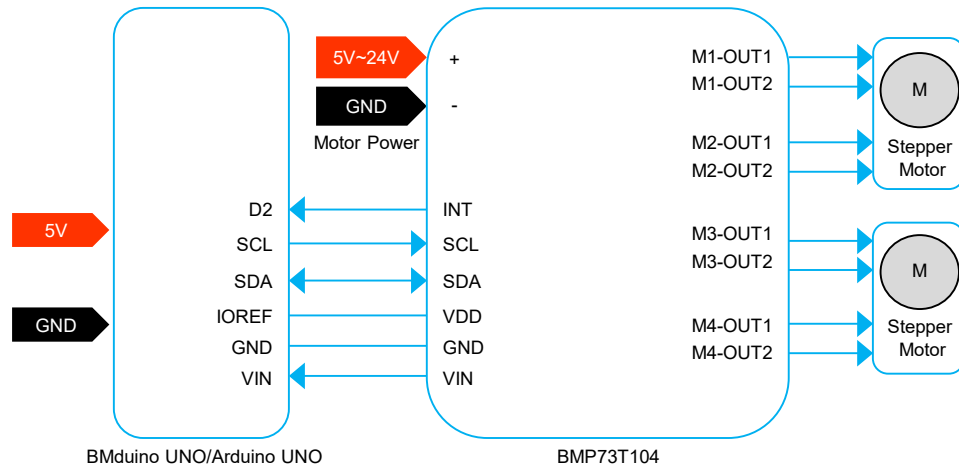 5V
GND
D2
SCL
SDA
IOREF
GND
VIN
BMduino UNO/Arduino UNO
5V~24V
GND
Motor Power
+
-
INT
SCL
SDA
VDD
GND
VIN
M1-OUT1
M1-OUT2
M2-OUT1
M2-OUT2
M3-OUT1
M3-OUT2
M4-OUT1
M4-OUT2
BMP73T104
M
Stepper
Motor
M
Stepper
Motor